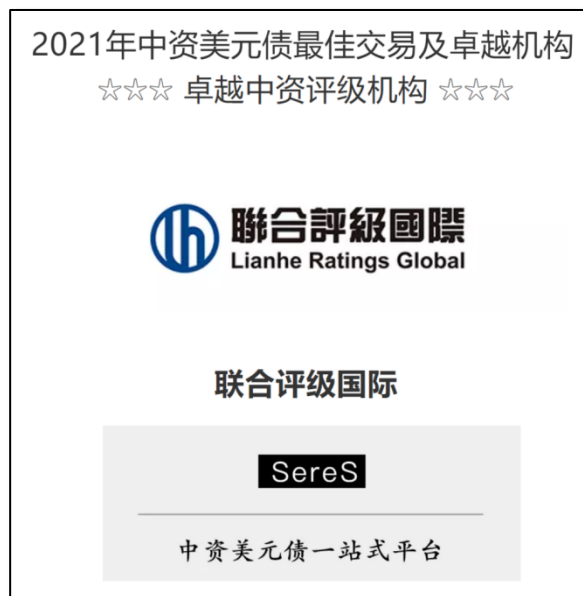 2021年中资美元债最佳交易及卓越机构
☆☆☆ 卓越中资评级机构 ☆☆☆
聯合評級國際
Lianhe Ratings Global
联合评级国际
SereS
中资美元债一站式平台